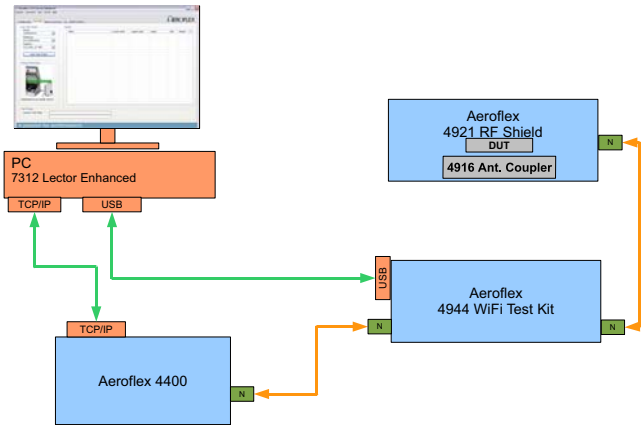 AEROFLEX
PC
7312 Lector Enhanced
TCP/IP
USB
Aeroflex
4921 RF Shield
DUT
4916 Ant. Coupler
N
USB
Aeroflex
4944 WiFi Test Kit
N
N
TCP/IP
Aeroflex 4400
N